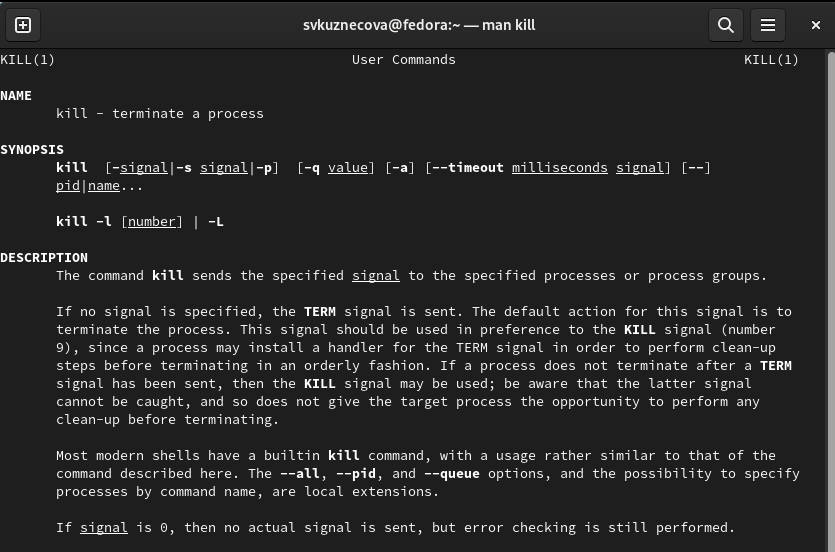 svkuznecova@fedora:~ — man kill
KILL(1) User Commands KILL(1)
NAME
kill - terminate a process
SYNOPSIS
kill [-signal|-s signal|-p] [-q value] [-a] [--timeout milliseconds signal] [--]
pid|name...
kill -l [number] | -L
DESCRIPTION
The command kill sends the specified signal to the specified processes or process groups.
If no signal is specified, the TERM signal is sent. The default action for this signal is to
terminate the process. This signal should be used in preference to the KILL signal (number
9), since a process may install a handler for the TERM signal in order to perform clean-up
steps before terminating in an orderly fashion. If a process does not terminate after a TERM
signal has been sent, then the KILL signal may be used; be aware that the latter signal
cannot be caught, and so does not give the target process the opportunity to perform any
clean-up before terminating.
Most modern shells have a builtin kill command, with a usage rather similar to that of the
command described here. The --all, --pid, and --queue options, and the possibility to specify
processes by command name, are local extensions.
If signal is 0, then no actual signal is sent, but error checking is still performed.